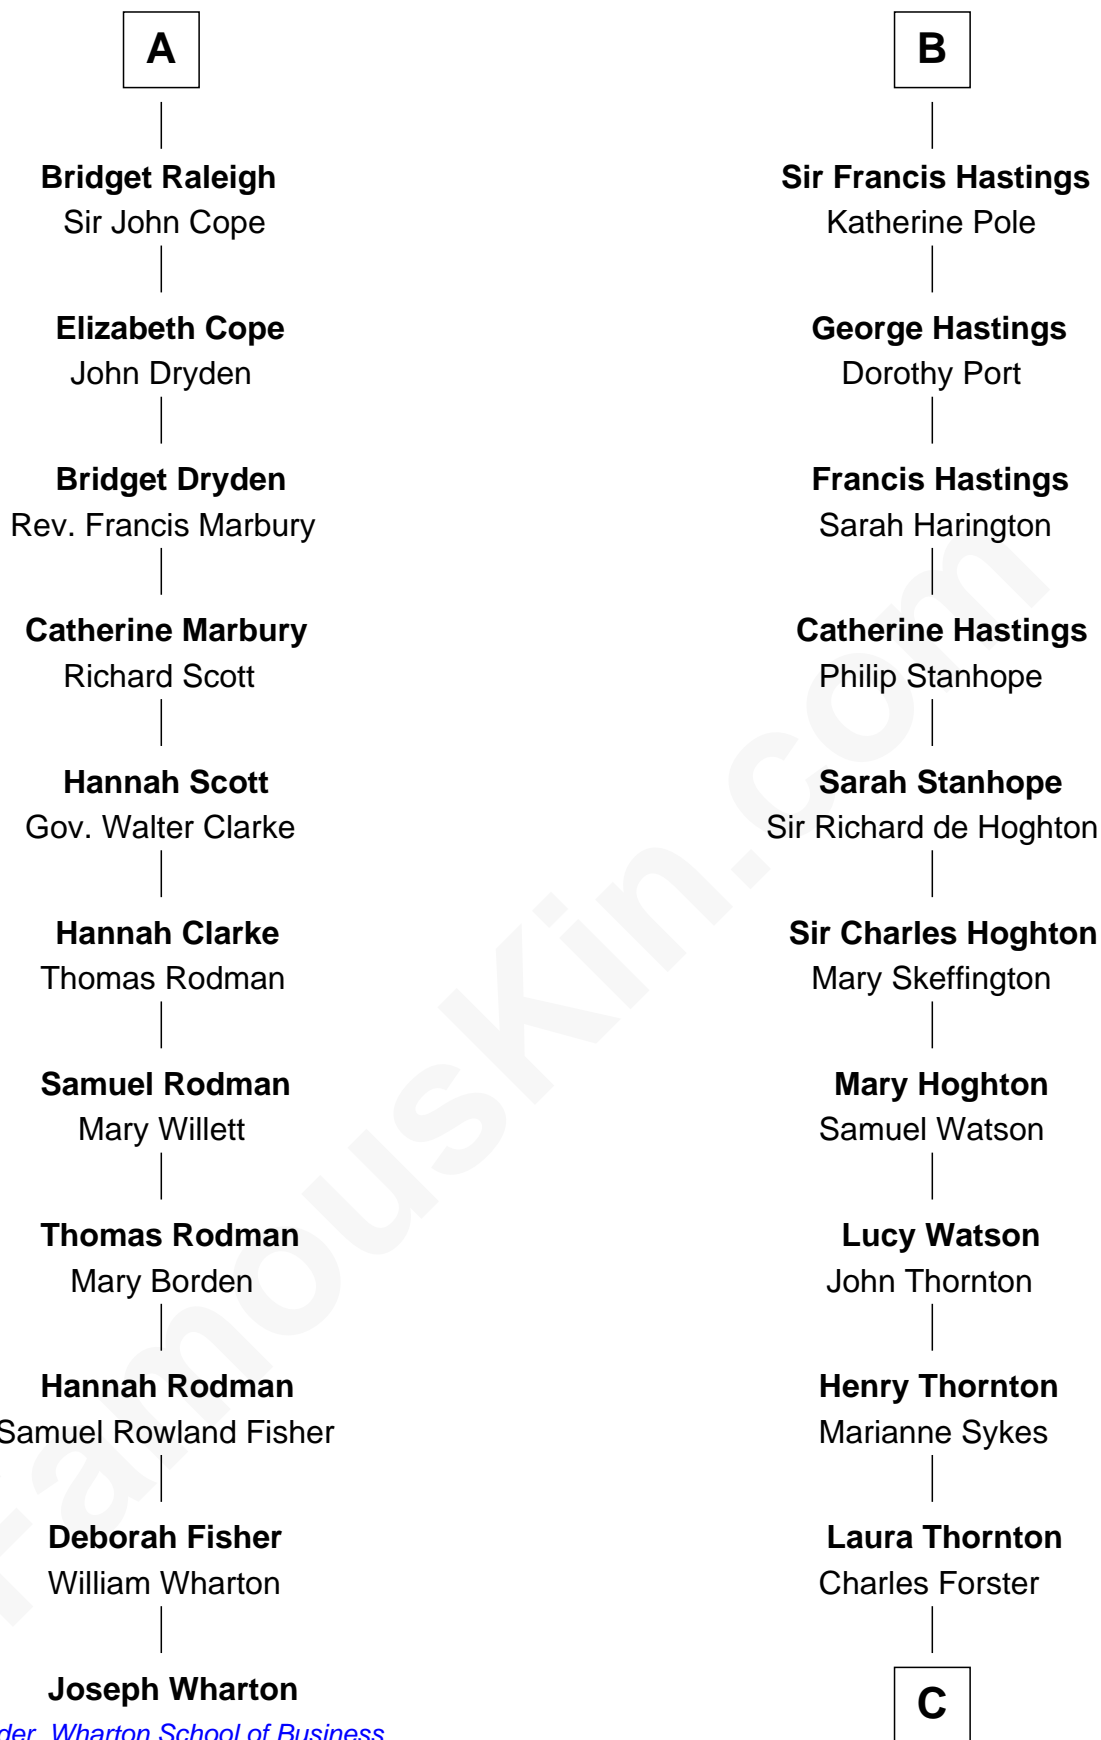 A
Bridget Raleigh
Sir John Cope
Elizabeth Cope
John Dryden
Bridget Dryden
Rev. Francis Marbury
Catherine Marbury
Richard Scott
Hannah Scott
Gov. Walter Clarke
Hannah Clarke
Thomas Rodman
Samuel Rodman
Mary Willett
Thomas Rodman
Mary Borden
Hannah Rodman
Samuel Rowland Fisher
Deborah Fisher
William Wharton
Joseph Wharton
Wharton School of Business
B
Sir Francis Hastings
Katherine Pole
George Hastings
Dorothy Port
Francis Hastings
Sarah Harington
Catherine Hastings
Philip Stanhope
Sarah Stanhope
Sir Richard de Hoghton
Sir Charles Hoghton
Mary Skeffington
Mary Hoghton
Samuel Watson
Lucy Watson
John Thornton
Henry Thornton
Marianne Sykes
Laura Thornton
Charles Forster
C
FamousKin.com